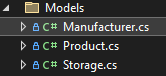 Models
C# Manufacturer.cs
C# Product.cs
C# Storage.cs